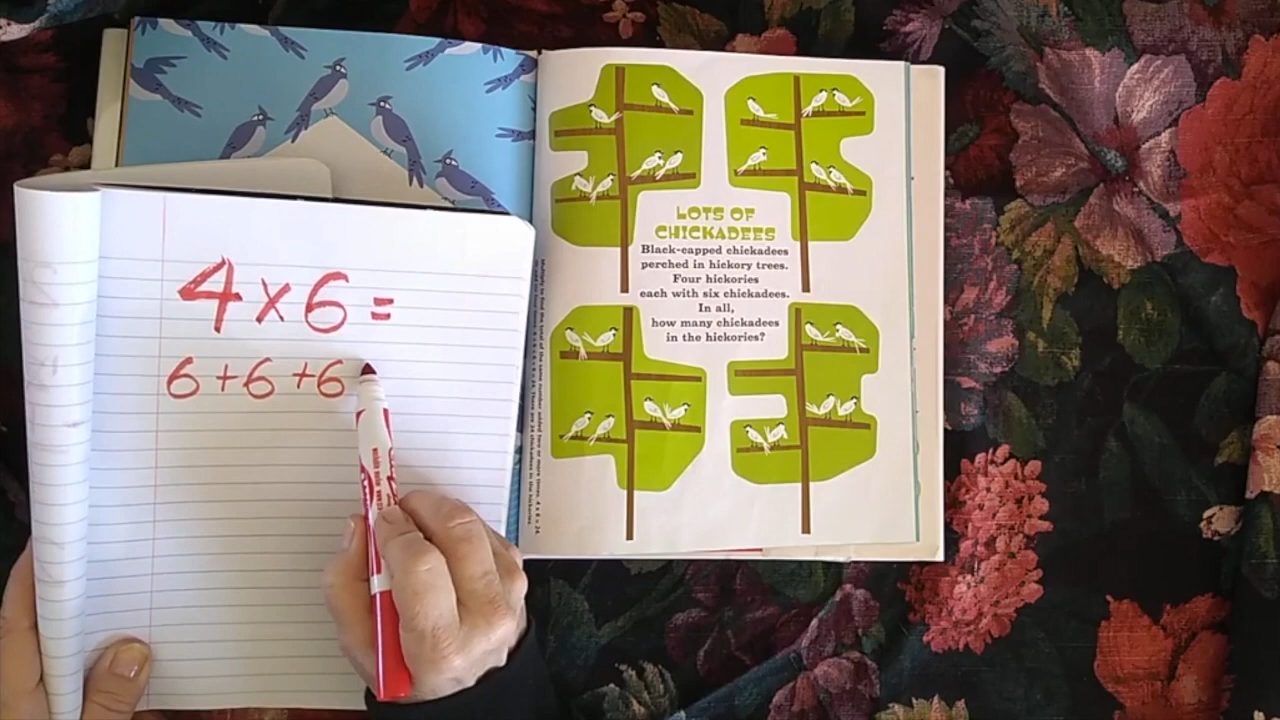 4 x 6 =
6 + 6 + 6
LOTS OF
CHICKADEES
Black-capped chickadees
perched in hickory trees.
Four hickories
each with six chickadees.
In all,
how many chickadees
in the hickories?